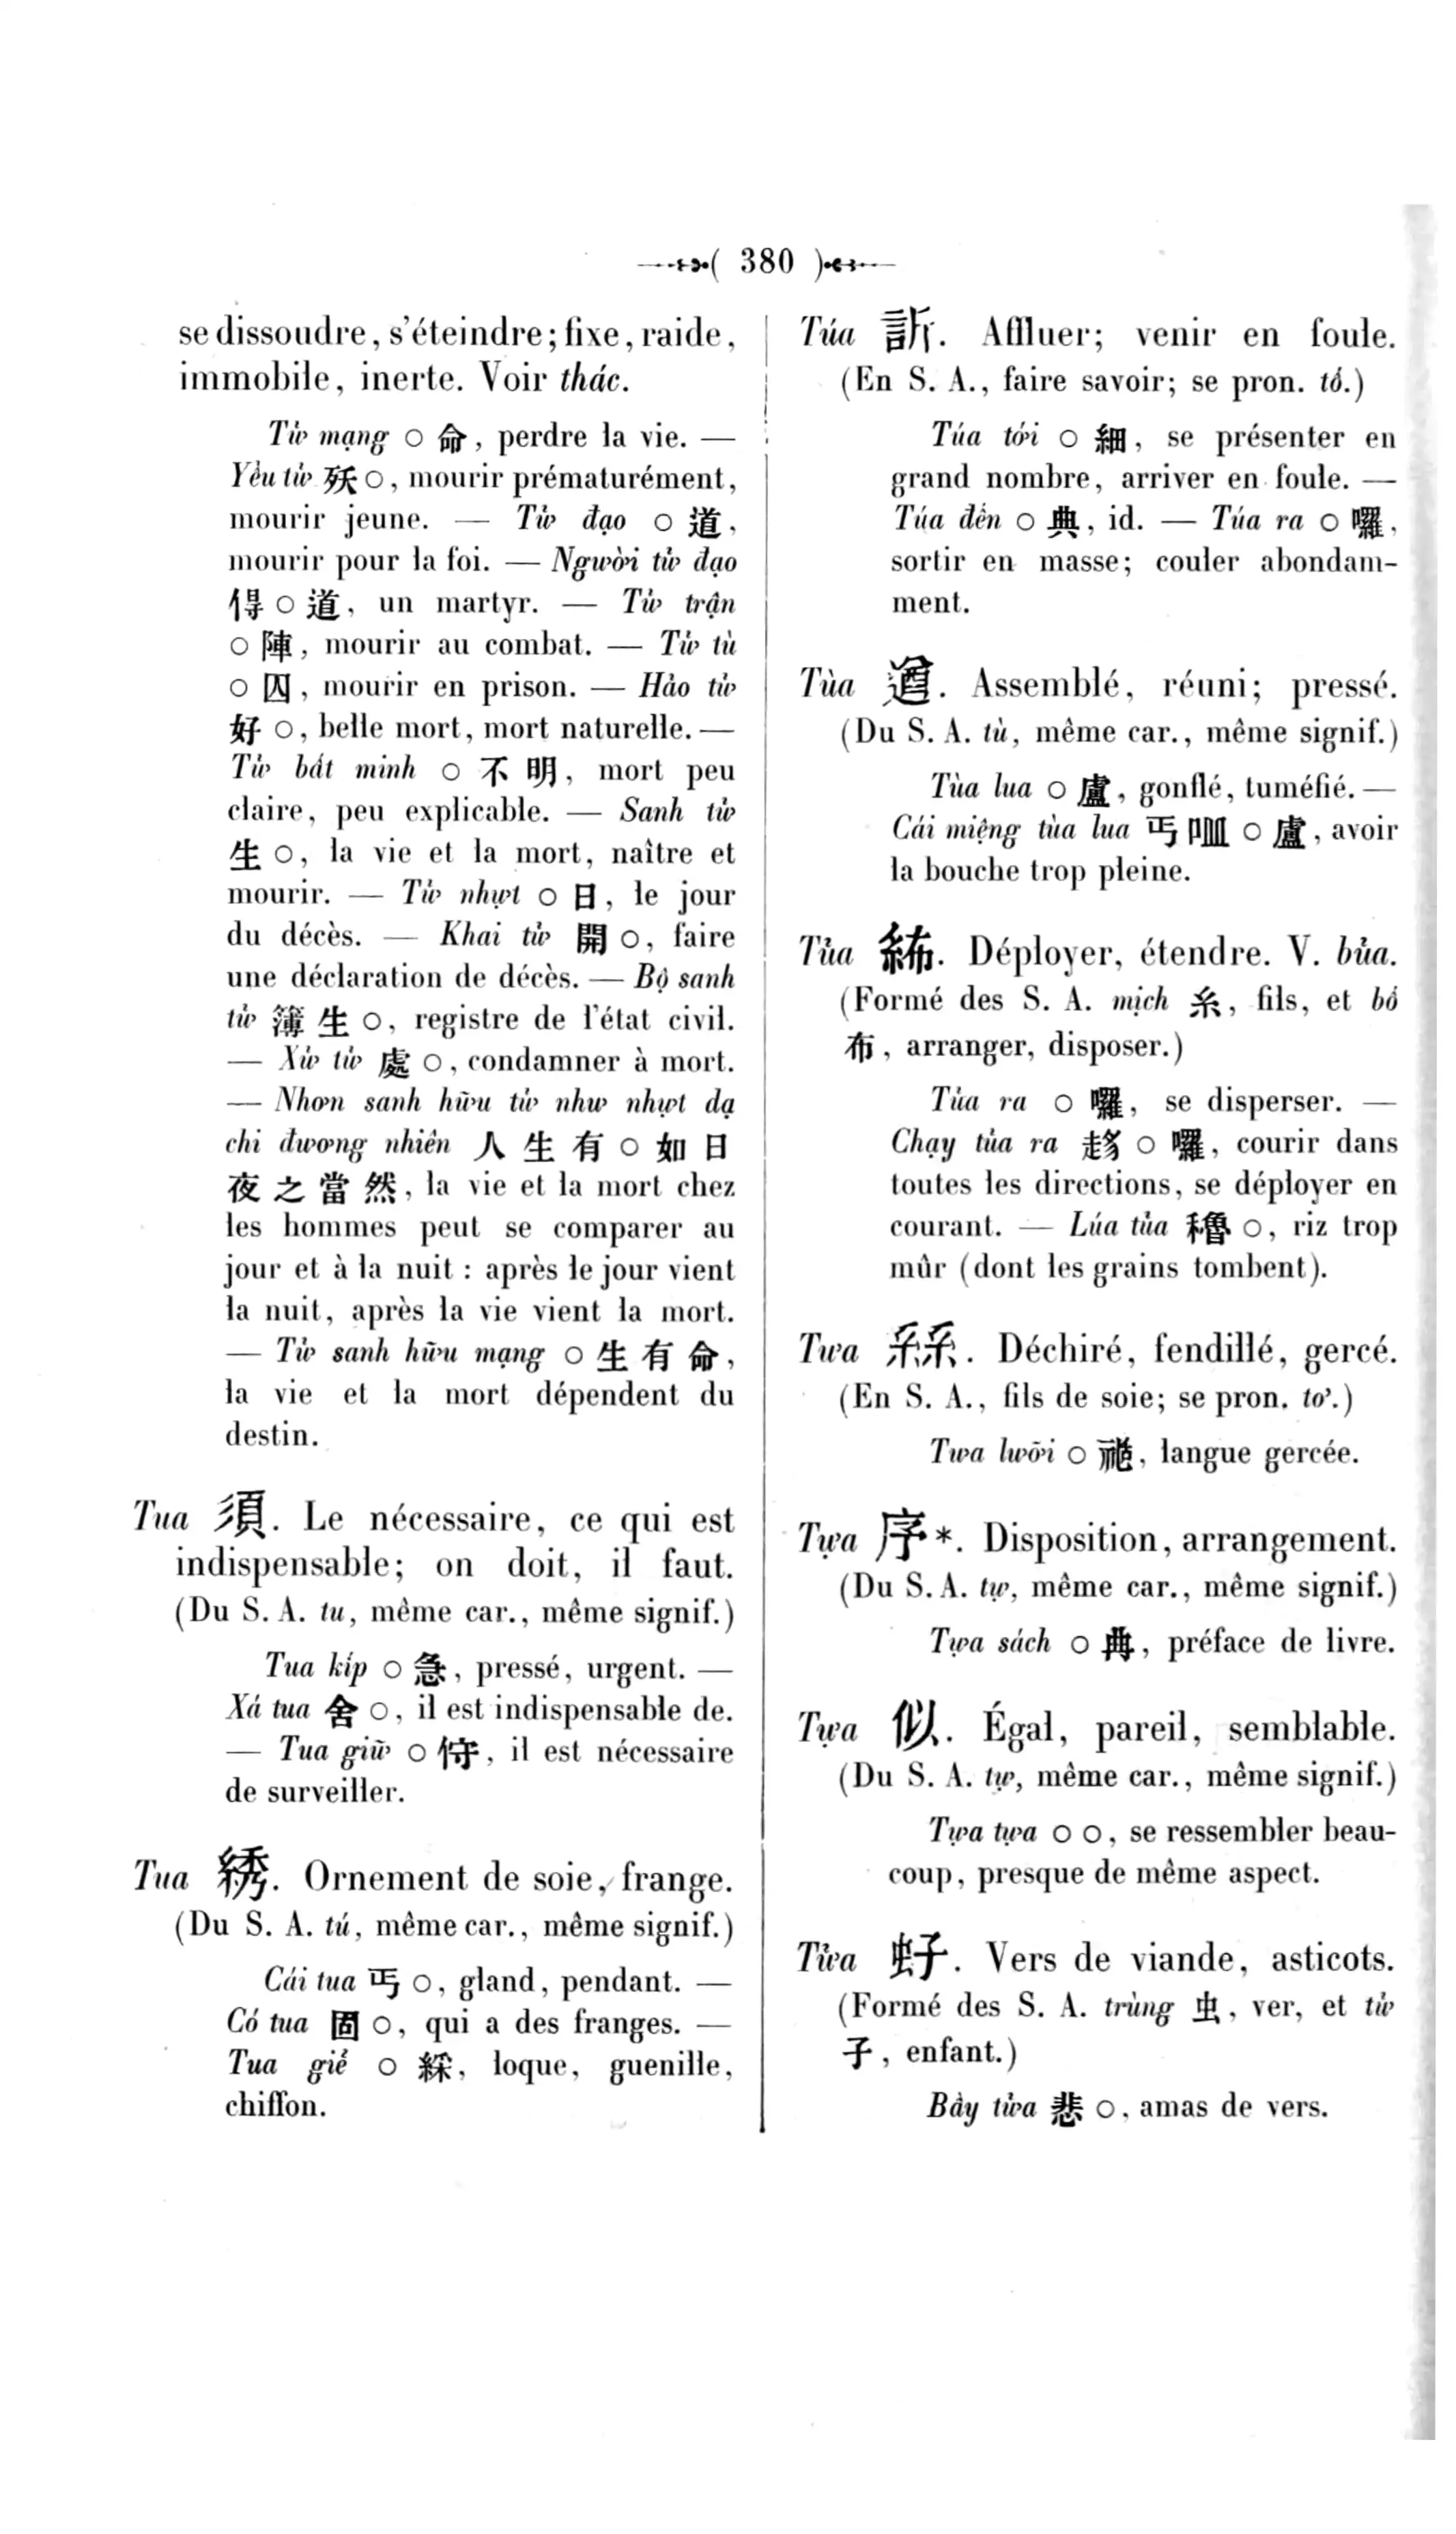 ( 380 )
se dissoudre, s'éteindre; fixe, raide,
immobile, inerte. Voir thác.
Tử mạng ○ 命, perdre la vie. —
Yểu tử 殀 ○, mourir prématurément,
mourir jeune. — Tử đạo ○ 道,
mourir pour la foi. — Người tử đạo
㝵 ○ 道, un martyr. — Tử trận
○ 陣, mourir au combat. — Tử tù
○ 囚, mourir en prison. — Hảo tử
好 ○, belle mort, mort naturelle. —
Tử bất minh ○ 不 明, mort peu
claire, peu explicable. — Sanh tử
生 ○, la vie et la mort, naître et
mourir. — Tử nhựt ○ 日, le jour
du décès. — Khai tử 開 ○, faire
une déclaration de décès. — Bộ sanh
tử 簿 生 ○, registre de l'état civil.
— Xử tử 處 ○, condamner à mort.
— Nhơn sanh hữu tử như nhựt dạ
chi đương nhiên 人 生 有 ○ 如 日
夜 之 當 然, la vie et la mort chez
les hommes peut se comparer au
jour et à la nuit : après le jour vient
la nuit, après la vie vient la mort.
— Tử sanh hữu mạng ○ 生 有 命,
la vie et la mort dépendent du
destin.
Tua 須. Le nécessaire, ce qui est
indispensable; on doit, il faut.
(Du S. A. tu, même car., même signif.)
Tua kíp ○ 急, pressé, urgent. —
Xá tua 舍 ○, il est indispensable de.
— Tua giữ ○ 㑏, il est nécessaire
de surveiller.
Tua 綉. Ornement de soie, frange.
(Du S. A. tú, même car., même signif.)
Cái tua 丐 ○, gland, pendant. —
Có tua 固 ○, qui a des franges. —
Tua giẻ ○ 綵, loque, guenille,
chiffon.
Túa 訴. Affluer; venir en foule.
(En S. A., faire savoir; se pron. tố.)
Túa tới ○ 細, se présenter en
grand nombre, arriver en foule. —
Túa đến ○ 典, id. — Túa ra ○ 囉,
sortir en masse; couler abondam-
ment.
Tùa 遒. Assemblé, réuni; pressé.
(Du S. A. tù, même car., même signif.)
Tùa lua ○ 盧, gonflé, tuméfié. —
Cái miệng tùa lua 丐 𠰘 ○ 盧, avoir
la bouche trop pleine.
Tủa 𥿠. Déployer, étendre. V. bủa.
(Formé des S. A. mịch 糸, fils, et bố
布, arranger, disposer.)
Tủa ra ○ 囉, se disperser. —
Chạy tủa ra 趍 ○ 囉, courir dans
toutes les directions, se déployer en
courant. — Lúa tủa 穭 ○, riz trop
mûr (dont les grains tombent).
Tưa 絲. Déchiré, fendillé, gercé.
(En S. A., fils de soie; se pron. tơ.)
Tưa lưỡi ○, langue gercée.
Tựa 序 *. Disposition, arrangement.
(Du S. A. tự, même car., même signif.)
Tựa sách ○ 冊, préface de livre.
Tựa 似. Égal, pareil, semblable.
(Du S. A. tự, même car., même signif.)
Tựa tựa ○ ○, se ressembler beau-
coup, presque de même aspect.
Tửa 虸. Vers de viande, asticots.
(Formé des S. A. trùng 虫, ver, et tử
子, enfant.)
Bầy tửa 悲 ○, amas de vers.